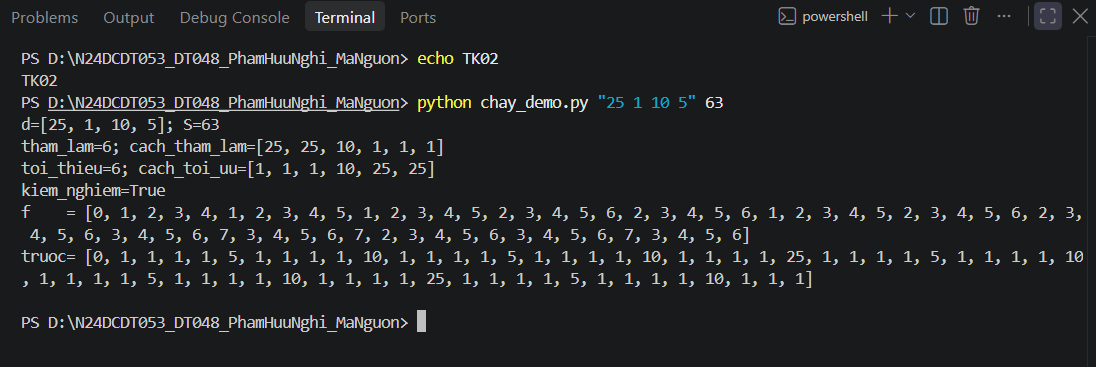 Problems Output Debug Console Terminal Ports powershell
PS D:\N24DCDT053_DT048_PhamHuuNghi_MaNguon> echo TK02
TK02
PS D:\N24DCDT053_DT048_PhamHuuNghi_MaNguon> python chay_demo.py "25 1 10 5" 63
d=[25, 1, 10, 5]; S=63
tham_lam=6; cach_tham_lam=[25, 25, 10, 1, 1, 1]
toi_thieu=6; cach_toi_uu=[1, 1, 1, 10, 25, 25]
kiem_nghiem=True
f    = [0, 1, 2, 3, 4, 1, 2, 3, 4, 5, 1, 2, 3, 4, 5, 2, 3, 4, 5, 6, 2, 3, 4, 5, 6, 1, 2, 3, 4, 5, 2, 3, 4, 5, 6, 2, 3,
 4, 5, 6, 3, 4, 5, 6, 7, 3, 4, 5, 6, 7, 2, 3, 4, 5, 6, 3, 4, 5, 6, 7, 3, 4, 5, 6]
truoc= [0, 1, 1, 1, 1, 5, 1, 1, 1, 1, 10, 1, 1, 1, 1, 5, 1, 1, 1, 1, 10, 1, 1, 1, 1, 25, 1, 1, 1, 1, 5, 1, 1, 1, 1, 10
, 1, 1, 1, 1, 5, 1, 1, 1, 1, 10, 1, 1, 1, 1, 25, 1, 1, 1, 1, 5, 1, 1, 1, 1, 10, 1, 1, 1]
PS D:\N24DCDT053_DT048_PhamHuuNghi_MaNguon>